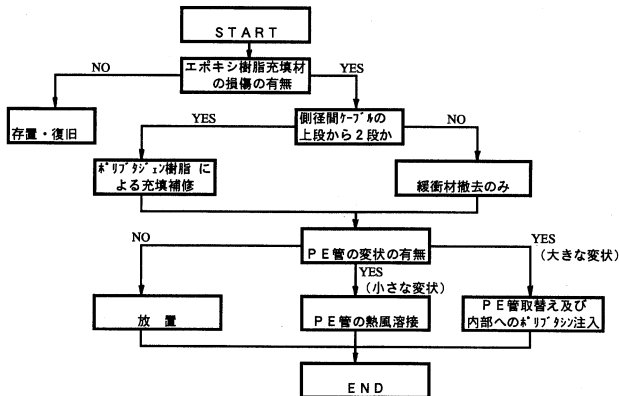 START
エポキシ樹脂充填材
の損傷の有無
NO
YES
存置・復旧
側径間ｹｰﾌﾞﾙの
上段から２段か
YES
NO
ﾎﾟﾘﾌﾞﾀｼﾞｪﾝ樹脂 に
よる充填補修
緩衝材撤去のみ
ＰＥ管の変状の有無
NO
YES
(小さな変状)
YES
(大きな変状)
放 置
ＰＥ管の熱風溶接
ＰＥ管取替え及び
内部へのﾎﾟﾘﾌﾞﾀｼﾝ注入
END